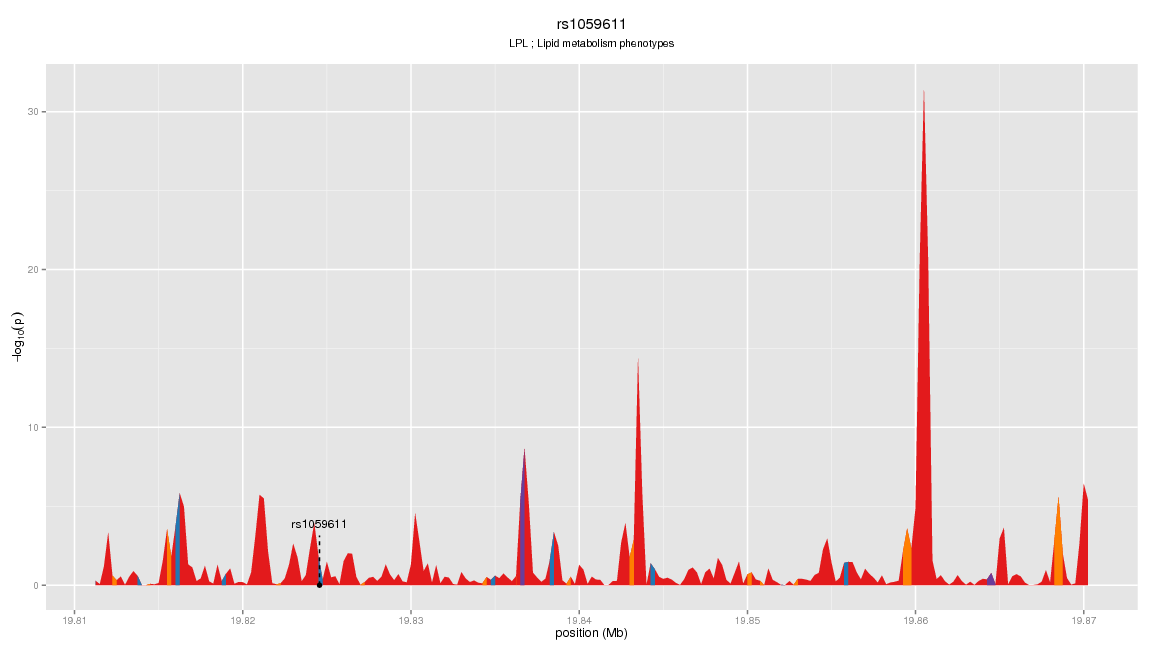 rs1059611
LPL ; Lipid metabolism phenotypes
30
20
10
0
−log10(p)
rs1059611
19.81 19.82 19.83 19.84 19.85 19.86 19.87
position (Mb)